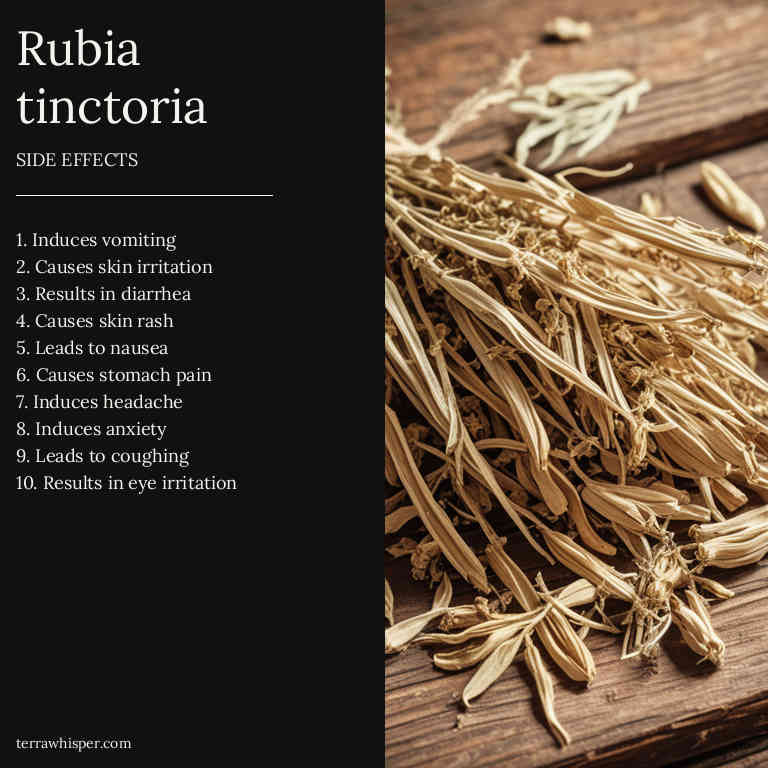 Rubia
tinctoria
SIDE EFFECTS
1. Induces vomiting
2. Causes skin irritation
3. Results in diarrhea
4. Causes skin rash
5. Leads to nausea
6. Causes stomach pain
7. Induces headache
8. Induces anxiety
9. Leads to coughing
10. Results in eye irritation
terrawhisper.com